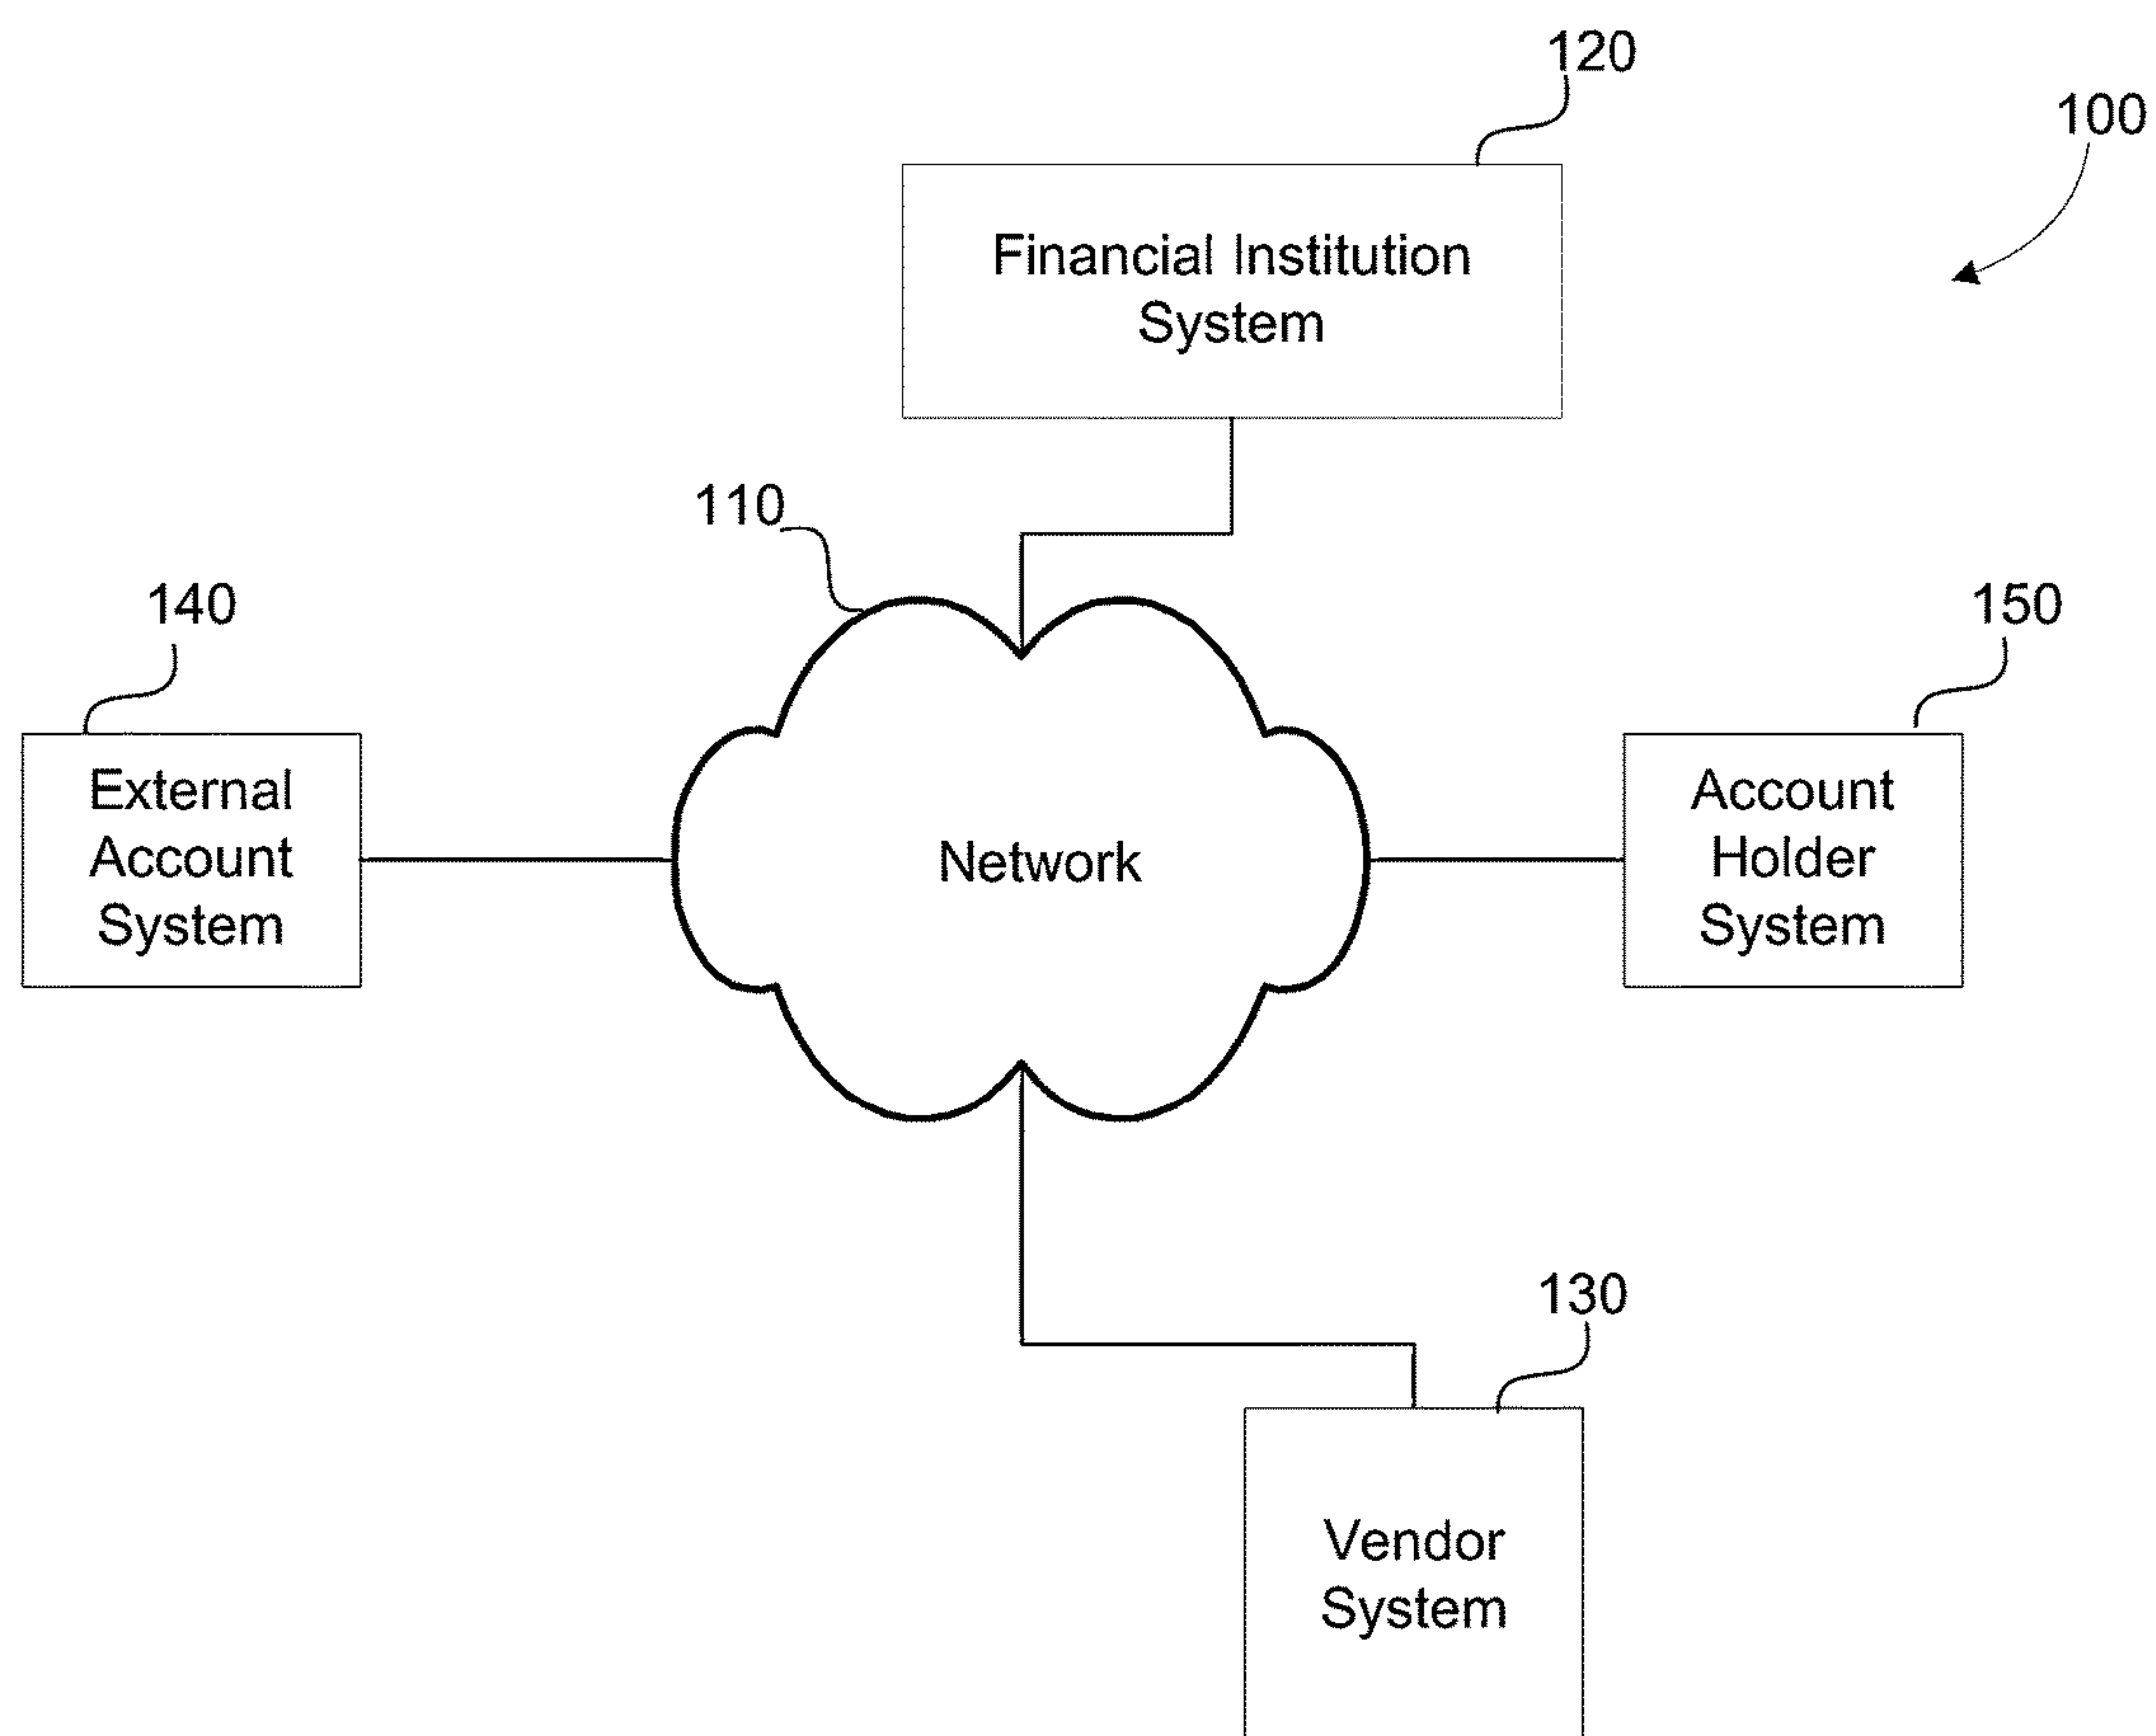 120
100
Financial Institution
System
110
140
150
External
Account
System
Network
Account
Holder
System
130
Vendor
System